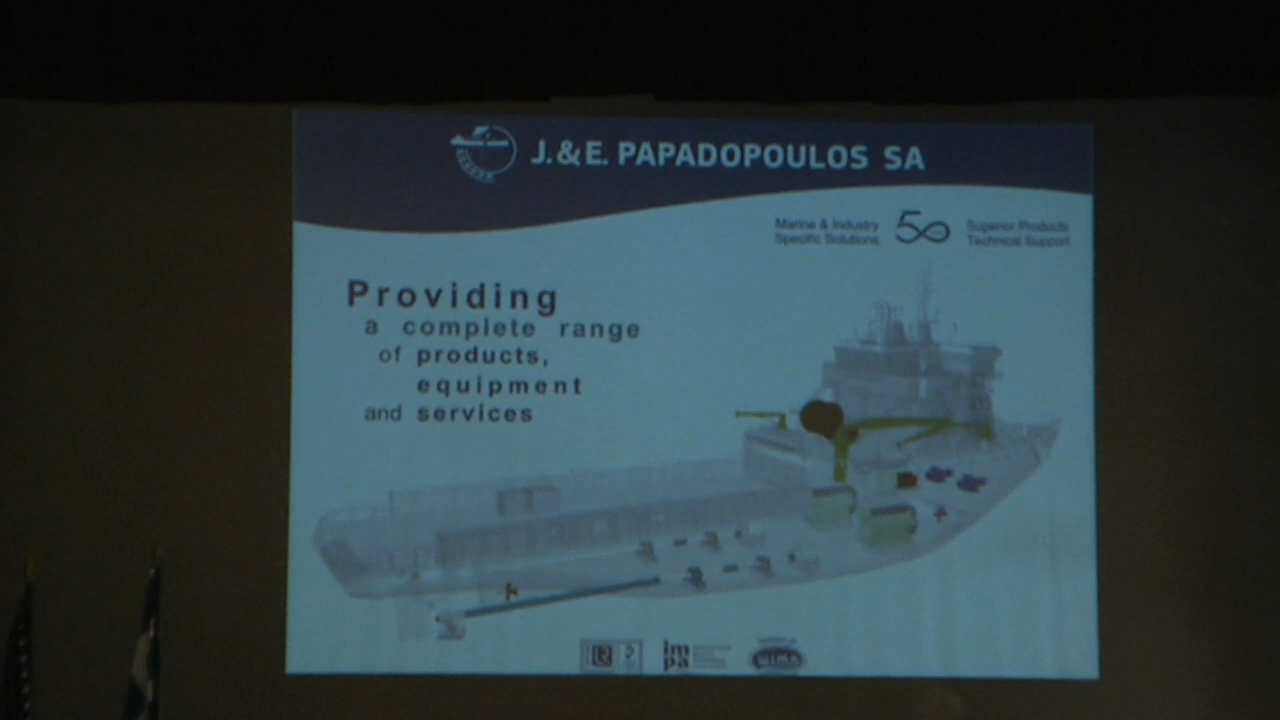 J. & E. PAPADOPOULOS SA
Marine & Industry
Specific Solutions
50
Superior Products
Technical Support
Providing
a complete range
of products,
equipment
and services
impa